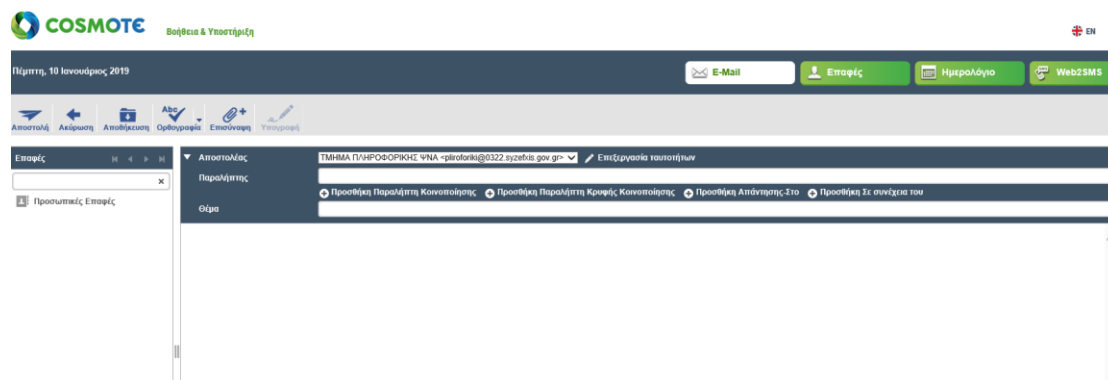 COSMOTE
Βοήθεια & Υποστήριξη
EN
Πέμπτη, 10 Ιανουάριος 2019
E-Mail
Επαφές
Ημερολόγιο
Web2SMS
Αποστολή
Ακύρωση
Αποθήκευση
Abc
Ορθογραφία
Επισύναψη
Υπογραφή
Επαφές
Προσωπικές Επαφές
Αποστολέας
ΤΜΗΜΑ ΠΛΗΡΟΦΟΡΙΚΗΣ ΨΝΑ <pliroforiki@0322.syzefxis.gov.gr>
Επεξεργασία ταυτοτήτων
Παραλήπτης
Προσθήκη Παραλήπτη Κοινοποίησης
Προσθήκη Παραλήπτη Κρυφής Κοινοποίησης
Προσθήκη Απάντησης-Στο
Προσθήκη Σε συνέχεια του
Θέμα